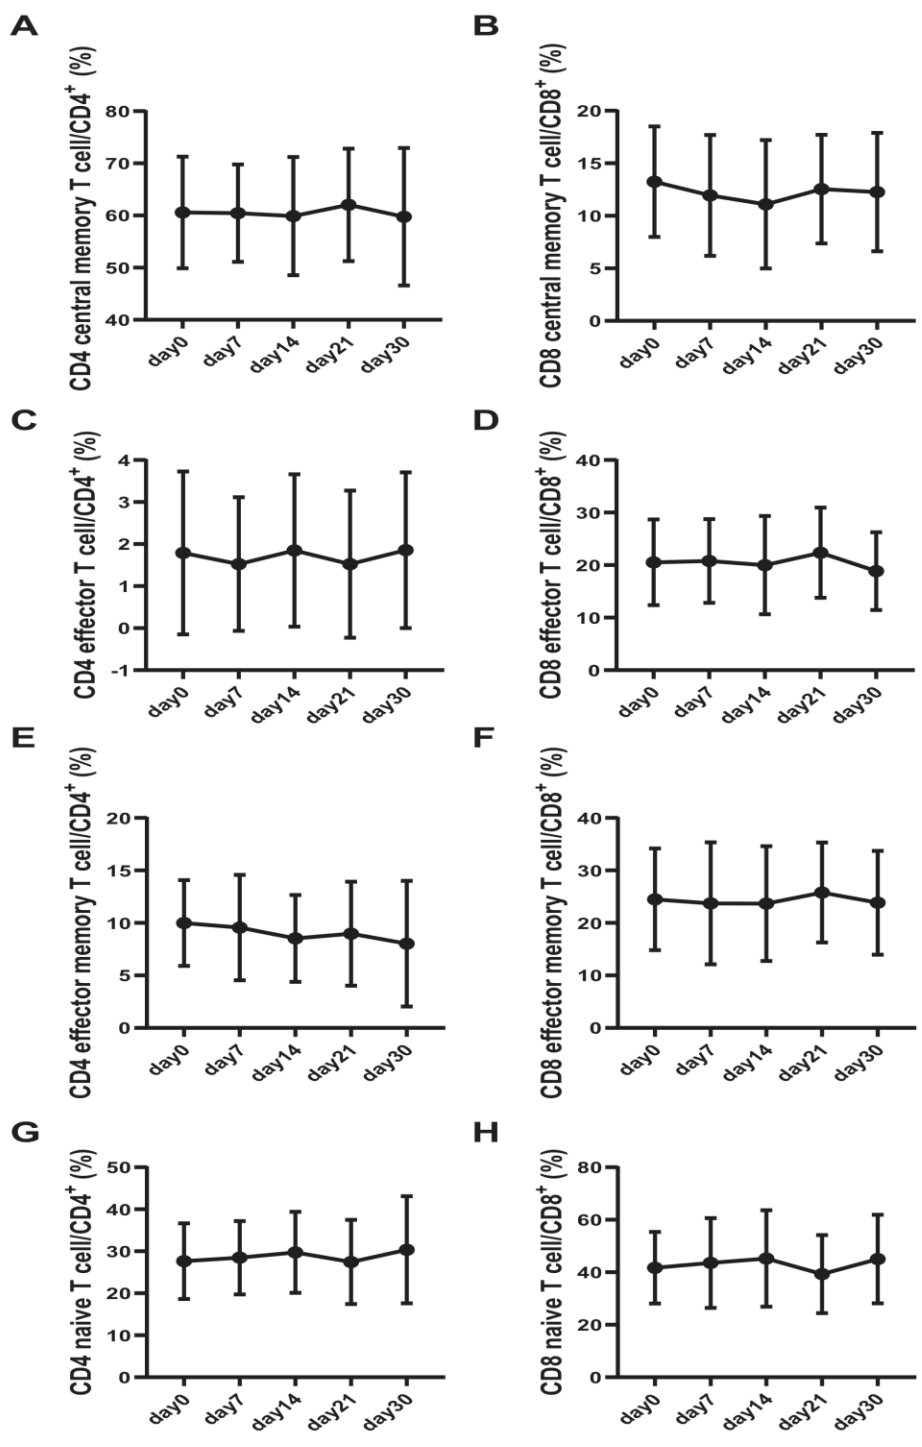 A
CD4 central memory T cell/CD4+ (%)
80
70
60
50
40
day0
day7
day14
day21
day30
B
CD8 central memory T cell/CD8+ (%)
20
15
10
5
0
day0
day7
day14
day21
day30
C
CD4 effector T cell/CD4+ (%)
4
3
2
1
0
-1
day0
day7
day14
day21
day30
D
CD8 effector T cell/CD8+ (%)
40
30
20
10
0
day0
day7
day14
day21
day30
E
CD4 effector memory T cell/CD4+ (%)
20
15
10
5
0
day0
day7
day14
day21
day30
F
CD8 effector memory T cell/CD8+ (%)
40
30
20
10
0
day0
day7
day14
day21
day30
G
CD4 naive T cell/CD4+ (%)
50
40
30
20
10
0
day0
day7
day14
day21
day30
H
CD8 naive T cell/CD8+ (%)
80
60
40
20
0
day0
day7
day14
day21
day30